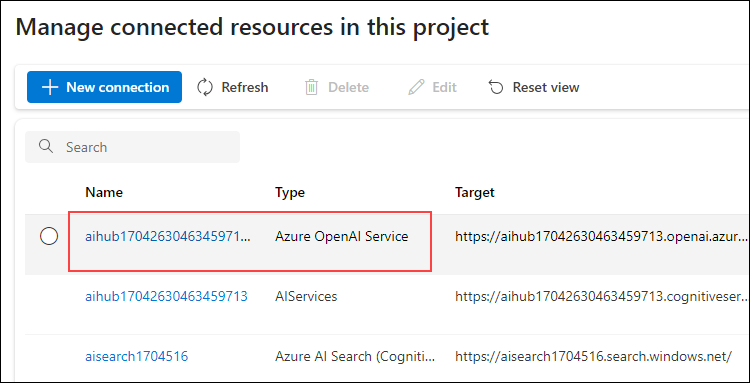 Manage connected resources in this project
New connection Refresh Delete Edit Reset view
Search
Name Type Target
aihub1704263046345971... Azure OpenAI Service https://aihub17042630463459713.openai.azur...
aihub17042630463459713 AIServices https://aihub17042630463459713.cognitiveser...
aisearch1704516 Azure AI Search (Cogniti... https://aisearch1704516.search.windows.net/